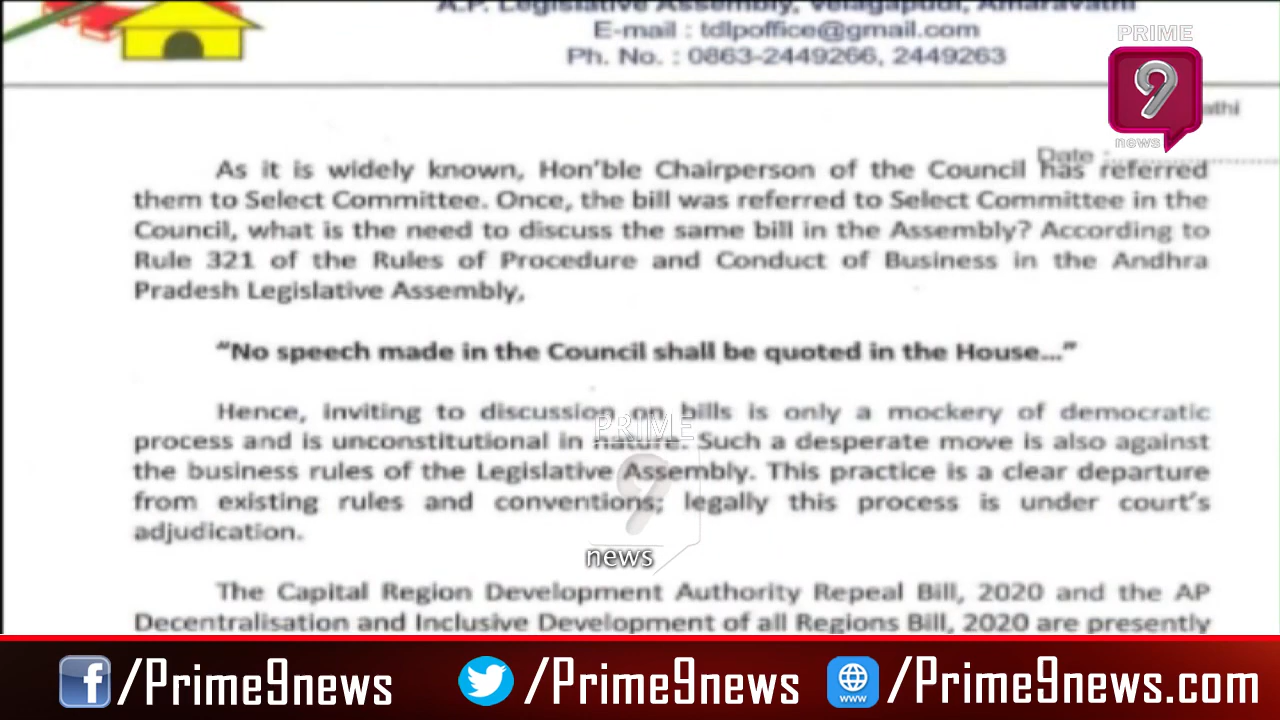 A.P. Legislative Assembly, Velagapudi, Amaravathi
E-mail : tdlpoffice@gmail.com
Ph. No. : 0863-2449266, 2449263
PRIME
9
news
athi
Date :
As it is widely known, Hon'ble Chairperson of the Council has referred
them to Select Committee. Once, the bill was referred to Select Committee in the
Council, what is the need to discuss the same bill in the Assembly? According to
Rule 321 of the Rules of Procedure and Conduct of Business in the Andhra
Pradesh Legislative Assembly,
“No speech made in the Council shall be quoted in the House...”
Hence, inviting to discussion on bills is only a mockery of democratic
process and is unconstitutional in nature. Such a desperate move is also against
the business rules of the Legislative Assembly. This practice is a clear departure
from existing rules and conventions; legally this process is under court's
adjudication.
PRIME
9
news
The Capital Region Development Authority Repeal Bill, 2020 and the AP
Decentralisation and Inclusive Development of all Regions Bill, 2020 are presently
f/Prime9news
/Prime9news
www
/Prime9news.com